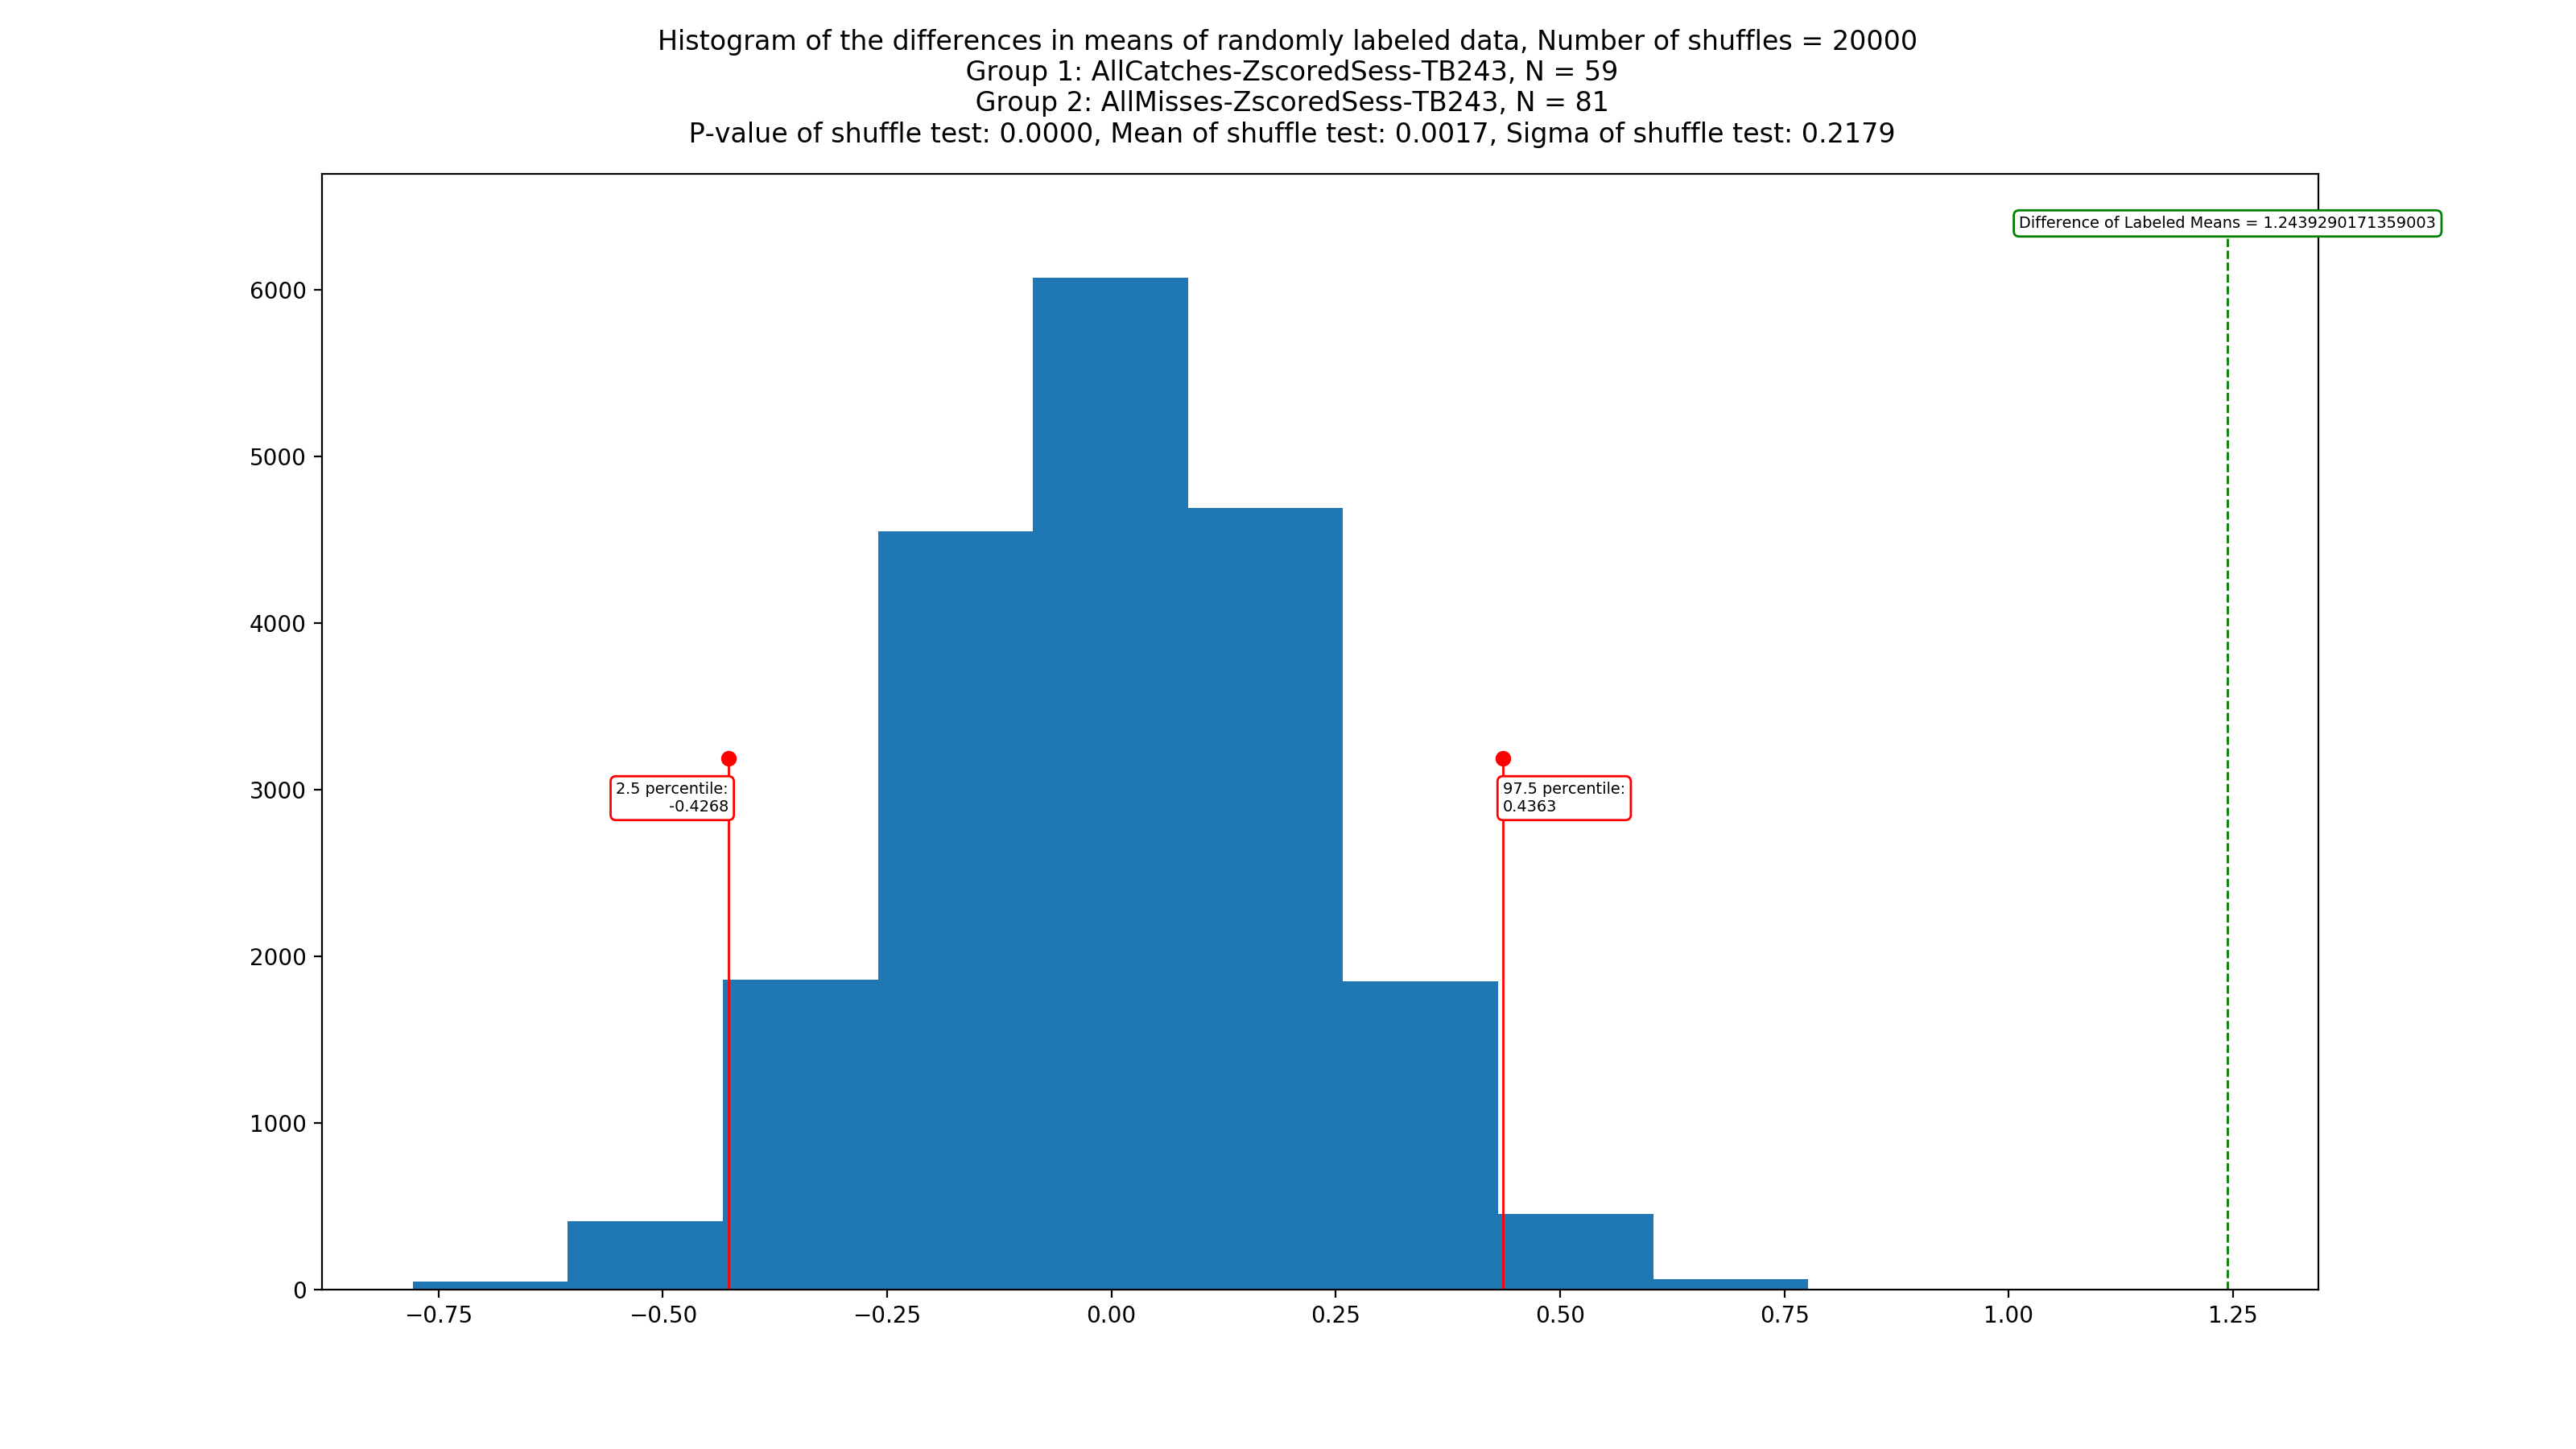 Histogram of the differences in means of randomly labeled data, Number of shuffles = 20000
Group 1: AllCatches-ZscoredSess-TB243, N = 59
Group 2: AllMisses-ZscoredSess-TB243, N = 81
P-value of shuffle test: 0.0000, Mean of shuffle test: 0.0017, Sigma of shuffle test: 0.2179
Difference of Labeled Means = 1.2439290171359003
6000
5000
4000
3000
2000
1000
0
2.5 percentile:
-0.4268
97.5 percentile:
0.4363
−0.75 −0.50 −0.25 0.00 0.25 0.50 0.75 1.00 1.25